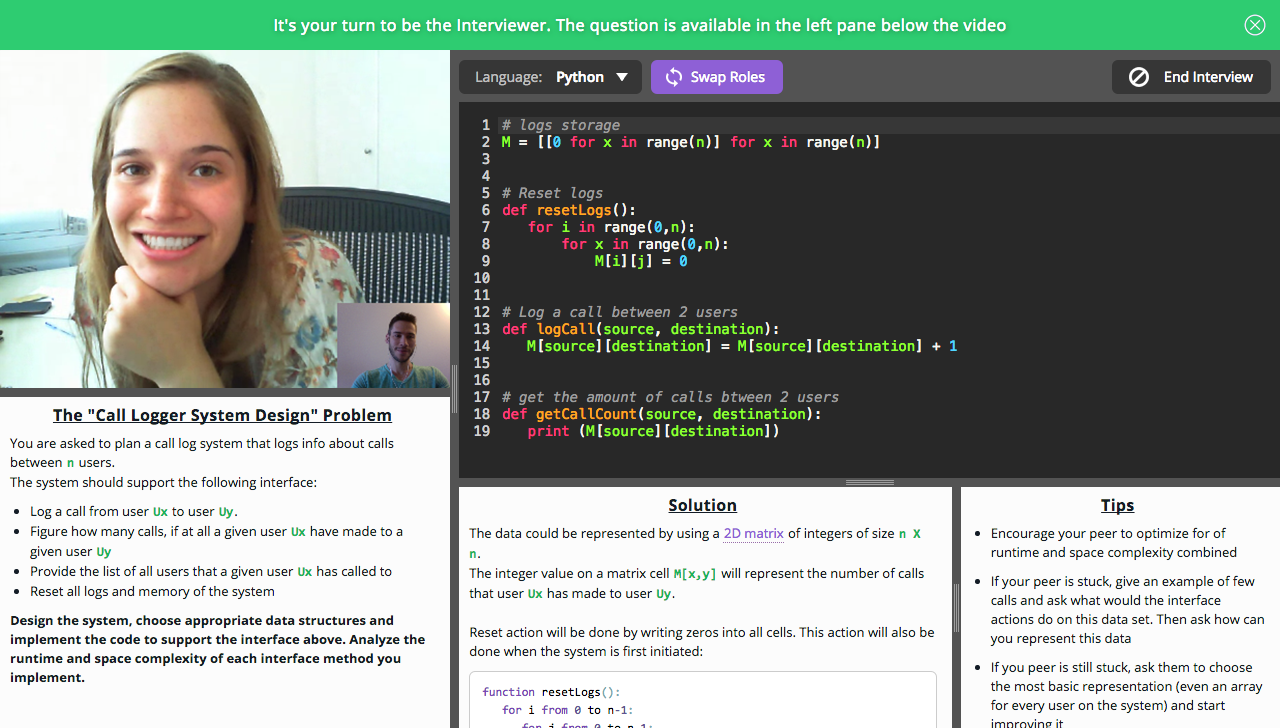 It's your turn to be the Interviewer. The question is available in the left pane below the video
Language: Python
Swap Roles
End Interview
1 # logs storage
2 M = [[0 for x in range(n)] for x in range(n)]
3
4
5 # Reset logs
6 def resetLogs():
7 for i in range(0,n):
8 for x in range(0,n):
9 M[i][j] = 0
10
11
12 # Log a call between 2 users
13 def logCall(source, destination):
14 M[source][destination] = M[source][destination] + 1
15
16
17 # get the amount of calls btween 2 users
18 def getCallCount(source, destination):
19 print (M[source][destination])
The "Call Logger System Design" Problem
You are asked to plan a call log system that logs info about calls
between n users.
The system should support the following interface:
• Log a call from user Ux to user Uy.
• Figure how many calls, if at all a given user Ux have made to a
given user Uy
• Provide the list of all users that a given user Ux has called to
• Reset all logs and memory of the system
Design the system, choose appropriate data structures and
implement the code to support the interface above. Analyze the
runtime and space complexity of each interface method you
implement.
Solution
The data could be represented by using a 2D matrix of integers of size n X
n.
The integer value on a matrix cell M[x,y] will represent the number of calls
that user Ux has made to user Uy.
Reset action will be done by writing zeros into all cells. This action will also be
done when the system is first initiated:
function resetLogs():
for i from 0 to n-1:
for j from 0 to n-1:
Tips
• Encourage your peer to optimize for of
runtime and space complexity combined
• If your peer is stuck, give an example of few
calls and ask what would the interface
actions do on this data set. Then ask how can
you represent this data
• If you peer is still stuck, ask them to choose
the most basic representation (even an array
for every user on the system) and start
improving it